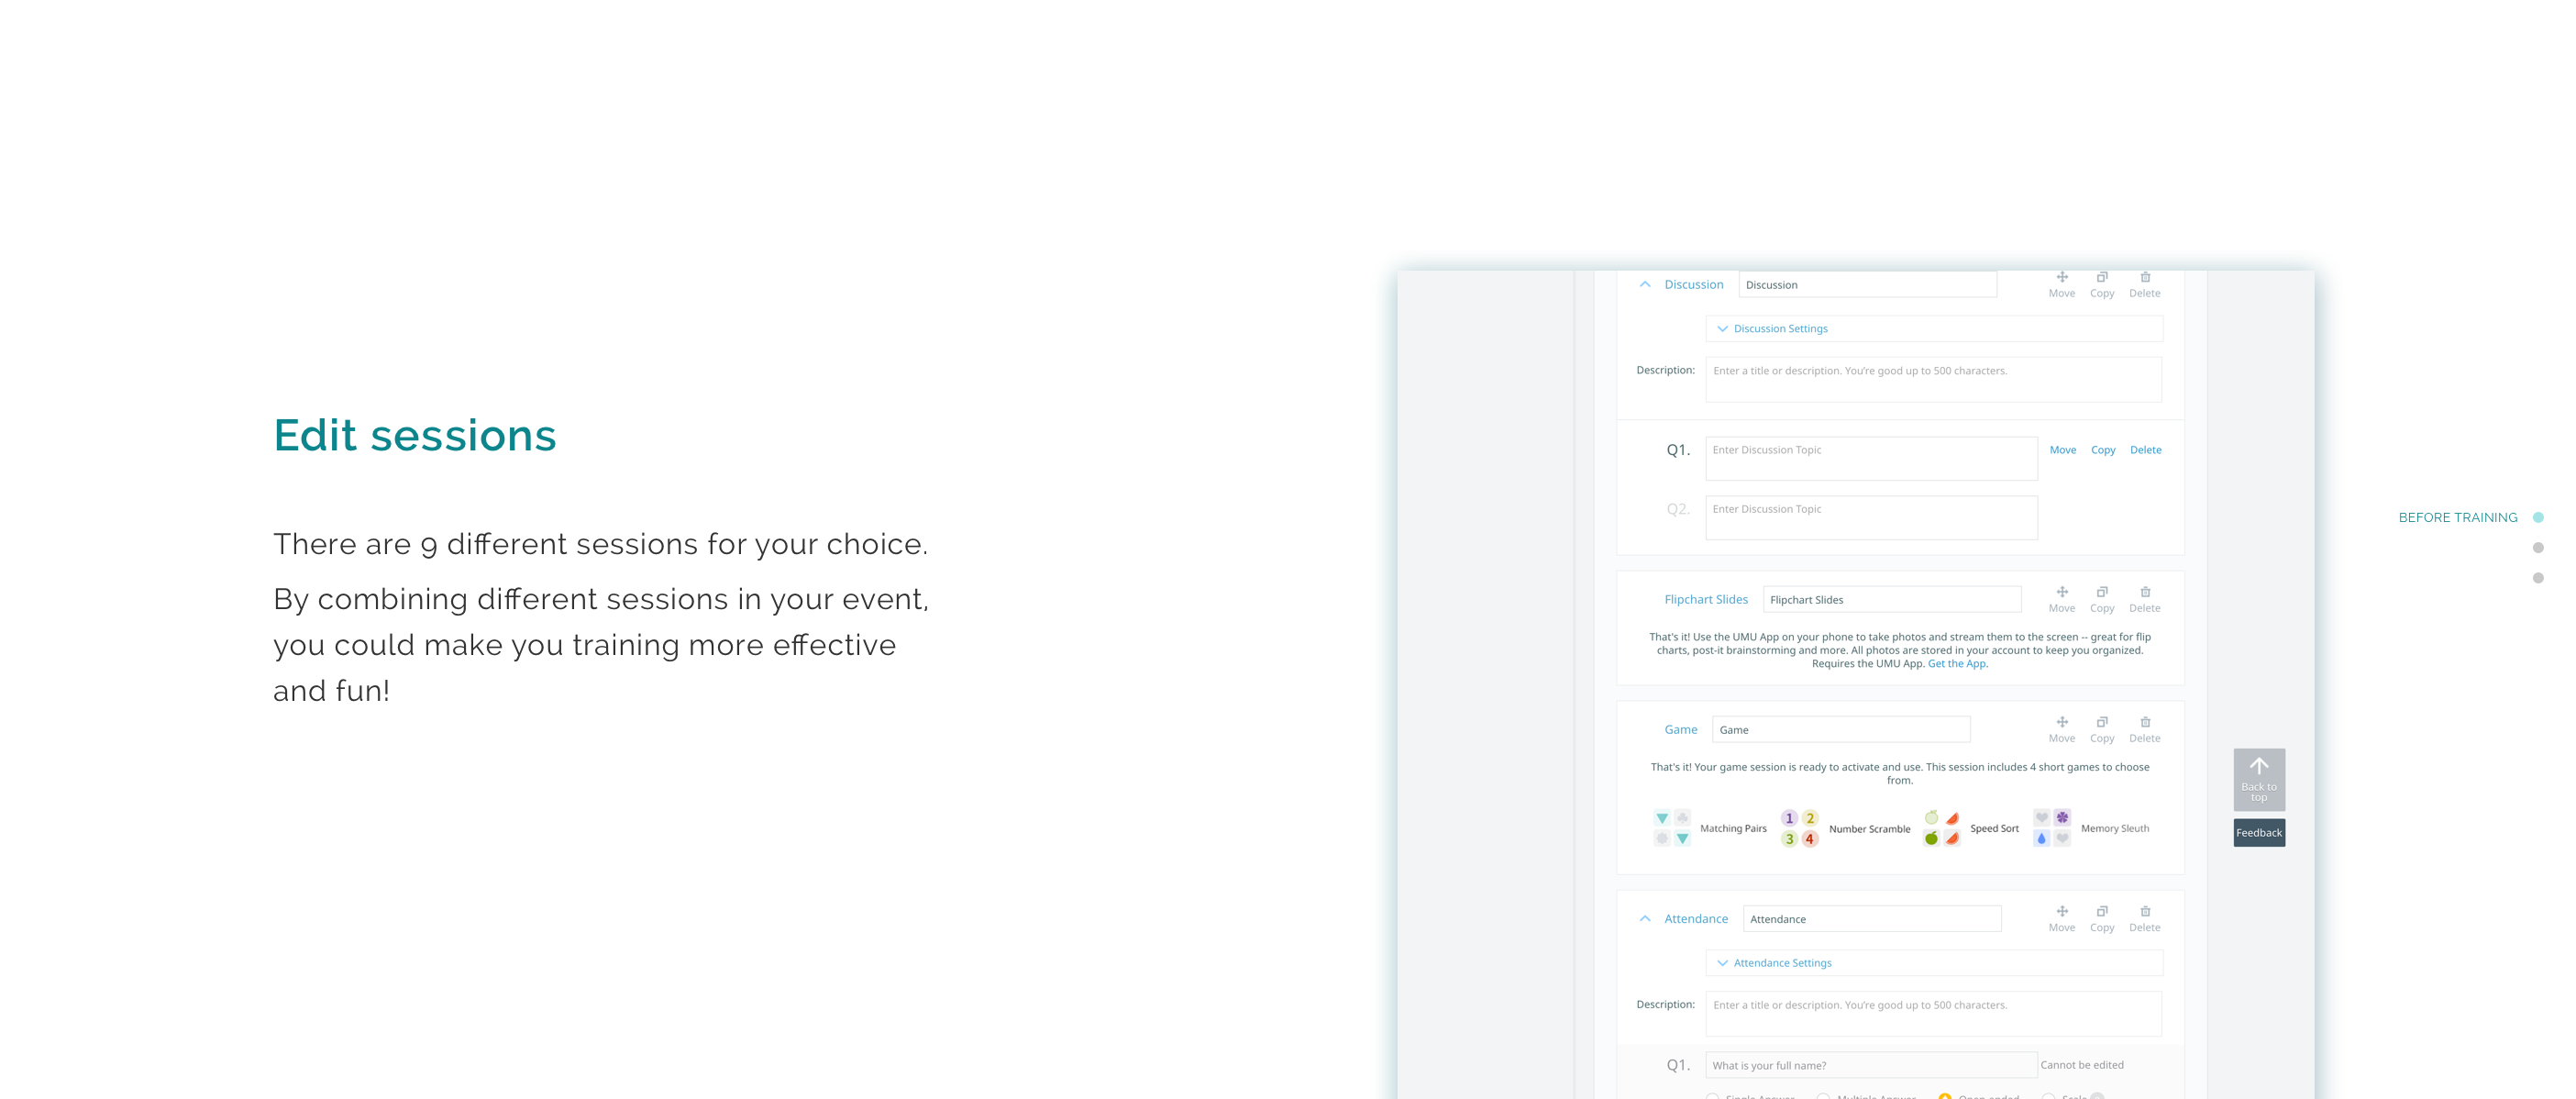 Edit sessions
There are 9 different sessions for your choice.
By combining different sessions in your event,
you could make you training more effective
and fun!
Discussion Discussion Move Copy Delete
Discussion Settings
Description: Enter a title or description. You're good up to 500 characters.
Q1. Enter Discussion Topic Move Copy Delete
Q2. Enter Discussion Topic
Flipchart Slides Flipchart Slides Move Copy Delete
That's it! Use the UMU App on your phone to take photos and stream them to the screen -- great for flip
charts, post-it brainstorming and more. All photos are stored in your account to keep you organized.
Requires the UMU App. Get the App.
Game Game Move Copy Delete
That's it! Your game session is ready to activate and use. This session includes 4 short games to choose
from.
Matching Pairs 1 2 3 4 Number Scramble Speed Sort Memory Sleuth
Attendance Attendance Move Copy Delete
Attendance Settings
Description: Enter a title or description. You're good up to 500 characters.
Q1. What is your full name? Cannot be edited
Single Answer Multiple Answer Open-ended Scale
Back to
top
Feedback
BEFORE TRAINING